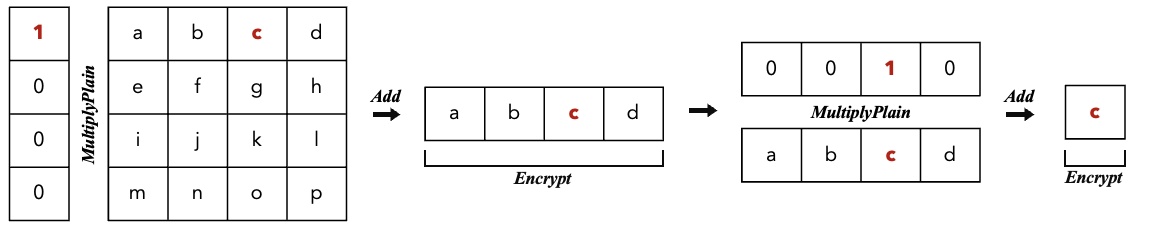 1
0
0
0
MultiplyPlain
a b c d
e f g h
i j k l
m n o p
Add
a b c d
Encrypt
0 0 1 0
MultiplyPlain
a b c d
Add
c
Encrypt